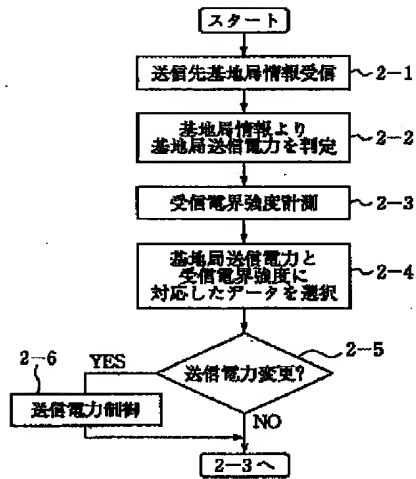 スタート
送信先基地局情報受信
2-1
基地局情報より
基地局送信電力を判定
2-2
受信電界強度計測
2-3
基地局送信電力と
受信電界強度に
対応したデータを選択
2-4
送信電力変更?
2-5
YES
2-6
送信電力制御
NO
2-3へ